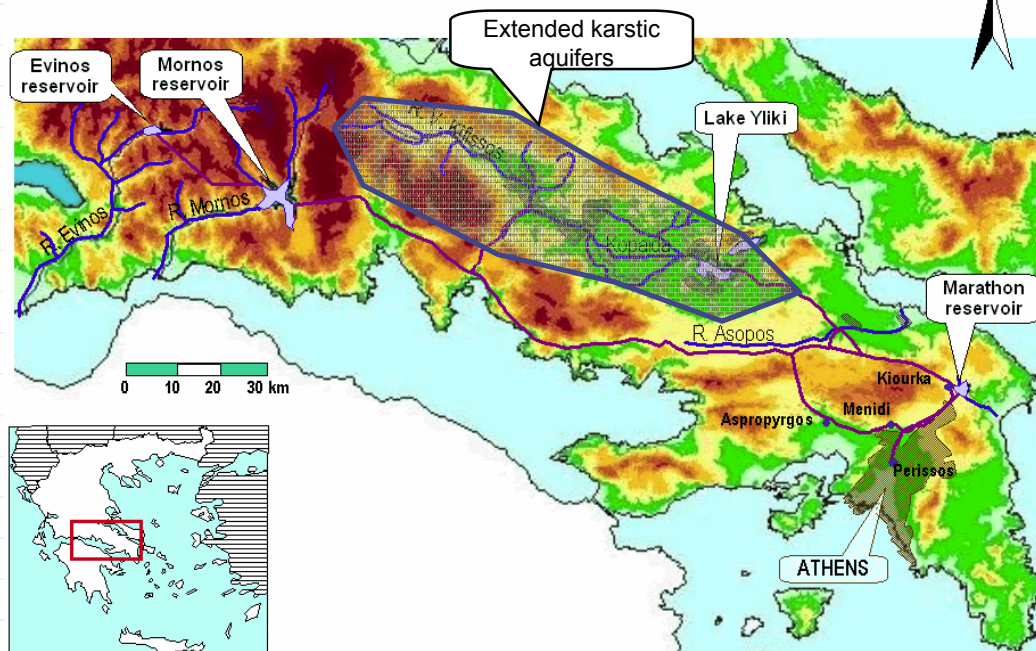 Extended karstic
aquifers
Evinos
reservoir
Mornos
reservoir
Lake Yliki
R. Mornos
R. Evinos
Kopaida
Marathon
reservoir
R. Asopos
0 10 20 30 km
Kiourka
Menidi
Aspropyrgos
Perissos
ATHENS